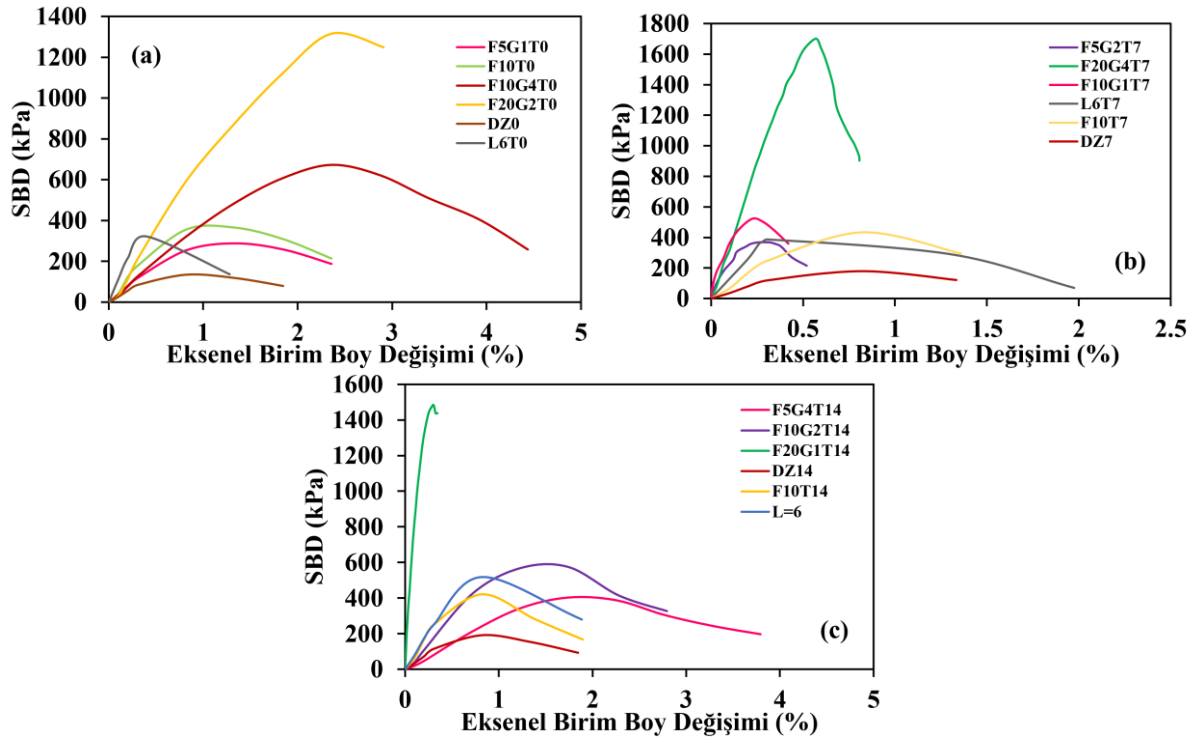 (a)
SBD (kPa)
1400
1200
1000
800
600
400
200
0
0 1 2 3 4 5
Eksenel Birim Boy Değişimi (%)
F5G1T0
F10T0
F10G4T0
F20G2T0
DZ0
L6T0
(b)
SBD (kPa)
1800
1600
1400
1200
1000
800
600
400
200
0
0 0.5 1 1.5 2 2.5
Eksenel Birim Boy Değişimi (%)
F5G2T7
F20G4T7
F10G1T7
L6T7
F10T7
DZ7
(c)
SBD (kPa)
1600
1400
1200
1000
800
600
400
200
0
0 1 2 3 4 5
Eksenel Birim Boy Değişimi (%)
F5G4T14
F10G2T14
F20G1T14
DZ14
F10T14
L=6